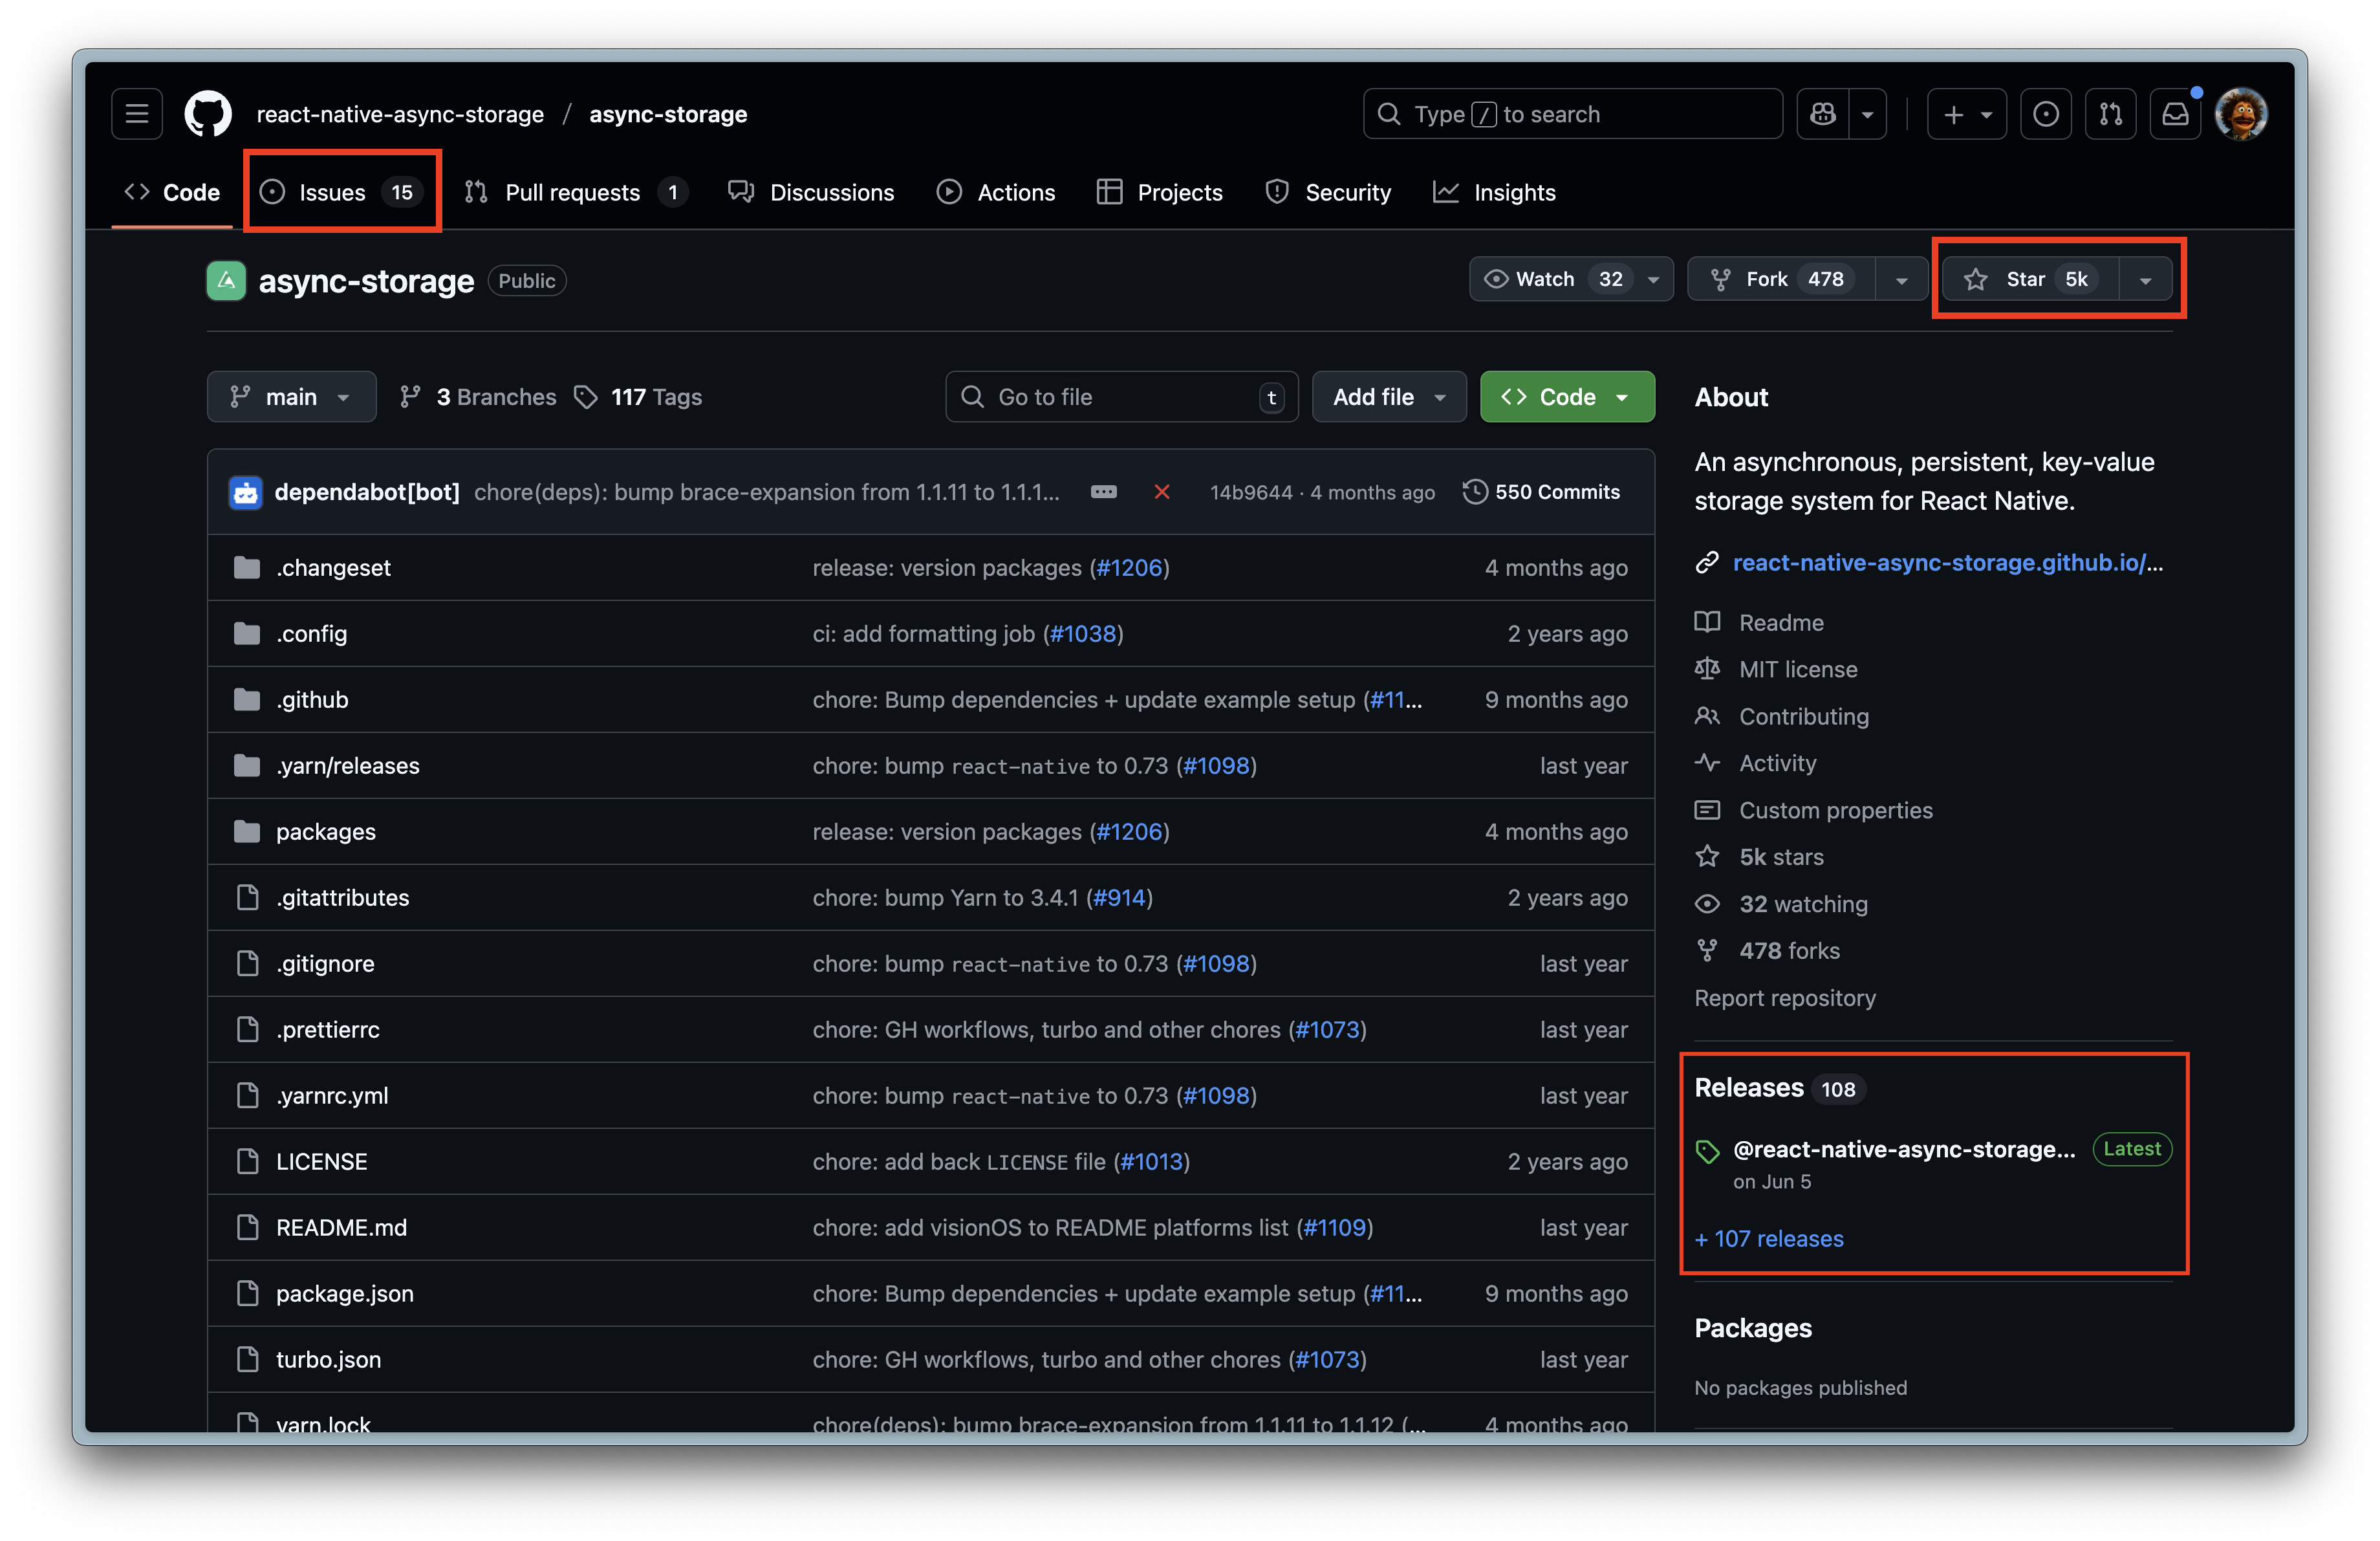 react-native-async-storage / async-storage
Type / to search
Code
Issues 15
Pull requests 1
Discussions
Actions
Projects
Security
Insights
async-storage Public
Watch 32
Fork 478
Star 5k
main
3 Branches
117 Tags
Go to file t
Add file
Code
dependabot[bot] chore(deps): bump brace-expansion from 1.1.11 to 1.1.1... 14b9644 · 4 months ago 550 Commits
.changeset release: version packages (#1206) 4 months ago
.config ci: add formatting job (#1038) 2 years ago
.github chore: Bump dependencies + update example setup (#11... 9 months ago
.yarn/releases chore: bump react-native to 0.73 (#1098) last year
packages release: version packages (#1206) 4 months ago
.gitattributes chore: bump Yarn to 3.4.1 (#914) 2 years ago
.gitignore chore: bump react-native to 0.73 (#1098) last year
.prettierrc chore: GH workflows, turbo and other chores (#1073) last year
.yarnrc.yml chore: bump react-native to 0.73 (#1098) last year
LICENSE chore: add back LICENSE file (#1013) 2 years ago
README.md chore: add visionOS to README platforms list (#1109) last year
package.json chore: Bump dependencies + update example setup (#11... 9 months ago
turbo.json chore: GH workflows, turbo and other chores (#1073) last year
yarn.lock chore(deps): bump brace-expansion from 1.1.11 to 1.1.12 (... 4 months ago
About
An asynchronous, persistent, key-value
storage system for React Native.
react-native-async-storage.github.io/...
Readme
MIT license
Contributing
Activity
Custom properties
5k stars
32 watching
478 forks
Report repository
Releases 108
@react-native-async-storage... Latest
on Jun 5
+ 107 releases
Packages
No packages published